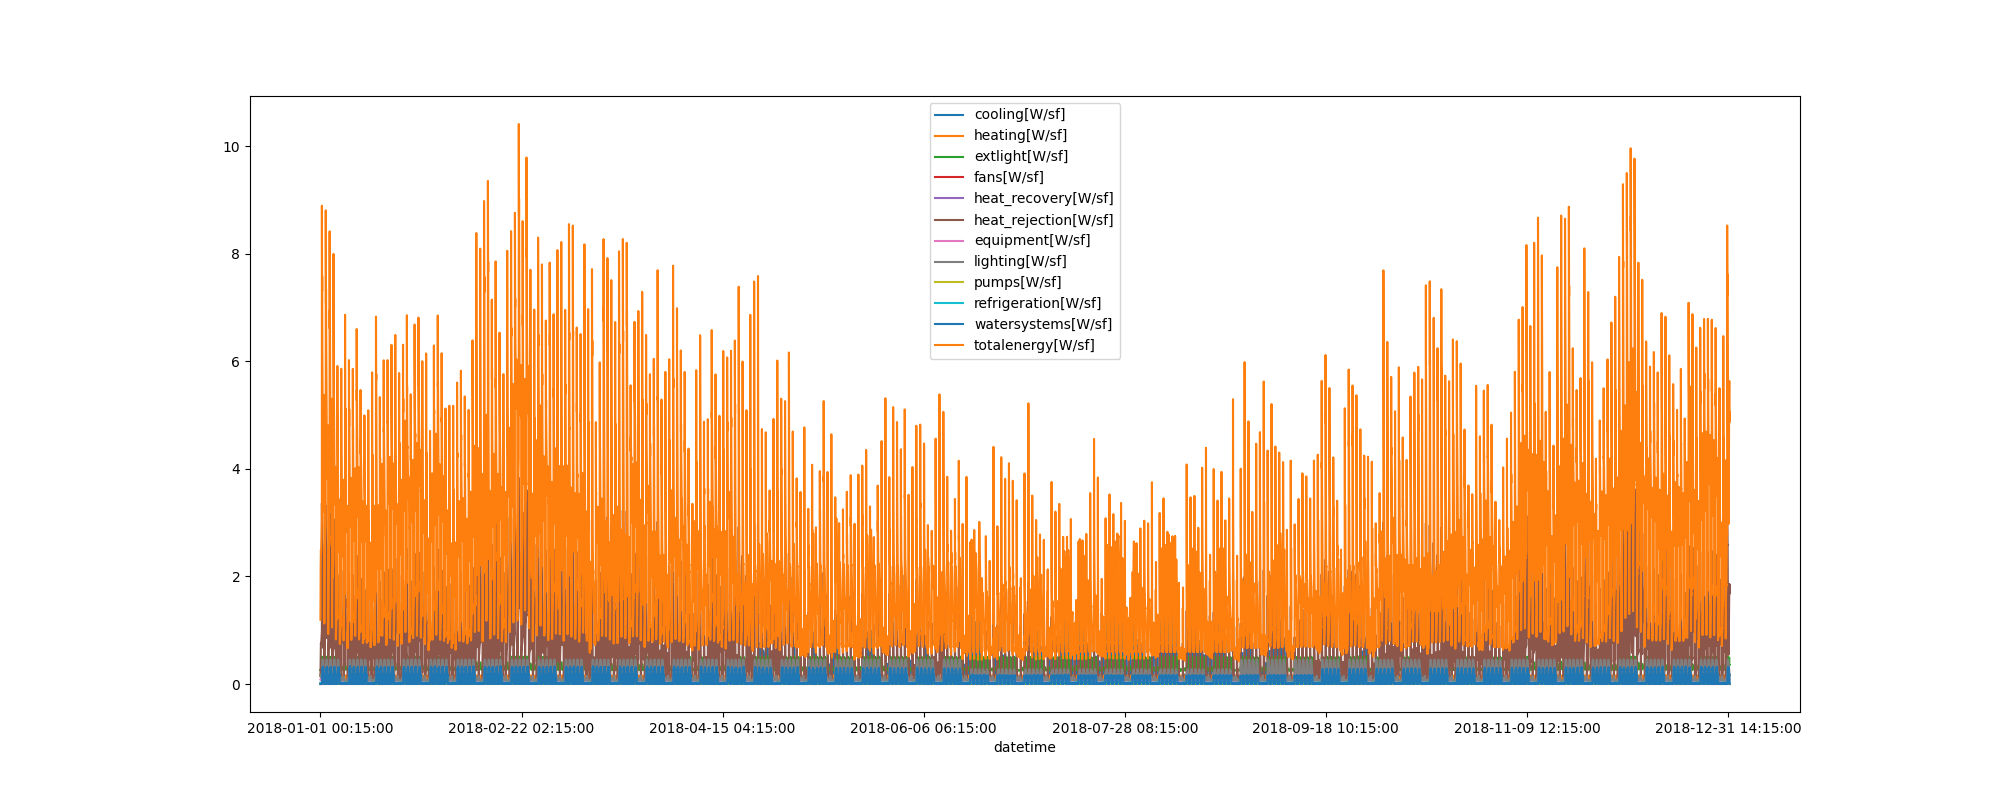 10
8
6
4
2
0
cooling[W/sf]
heating[W/sf]
extlight[W/sf]
fans[W/sf]
heat_recovery[W/sf]
heat_rejection[W/sf]
equipment[W/sf]
lighting[W/sf]
pumps[W/sf]
refrigeration[W/sf]
watersystems[W/sf]
totalenergy[W/sf]
2018-01-01 00:15:00
2018-02-22 02:15:00
2018-04-15 04:15:00
2018-06-06 06:15:00
2018-07-28 08:15:00
2018-09-18 10:15:00
2018-11-09 12:15:00
2018-12-31 14:15:00
datetime